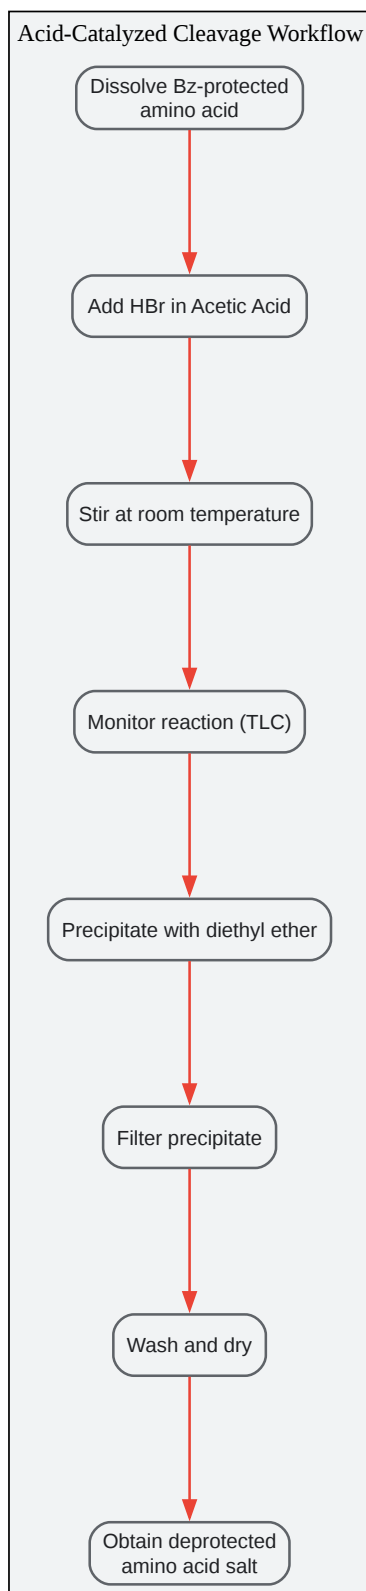 Acid-Catalyzed Cleavage Workflow
Dissolve Bz-protected
amino acid
Add HBr in Acetic Acid
Stir at room temperature
Monitor reaction (TLC)
Precipitate with diethyl ether
Filter precipitate
Wash and dry
Obtain deprotected
amino acid salt